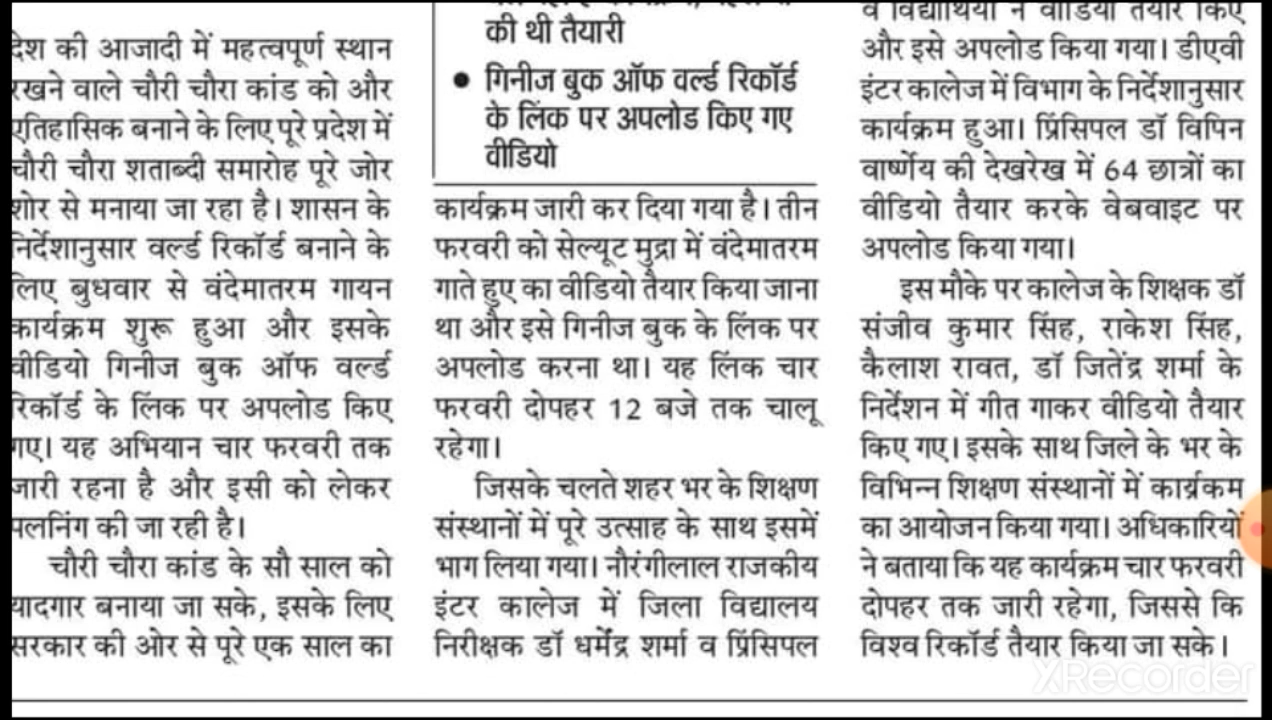 देश की आजादी में महत्वपूर्ण स्थान
रखने वाले चौरी चौरा कांड को और
एतिहासिक बनाने के लिए पूरे प्रदेश में
चौरी चौरा शताब्दी समारोह पूरे जोर
शोर से मनाया जा रहा है। शासन के
निर्देशानुसार वर्ल्ड रिकॉर्ड बनाने के
लिए बुधवार से वंदेमातरम गायन
कार्यक्रम शुरू हुआ और इसके
वीडियो गिनीज बुक ऑफ वर्ल्ड
रिकॉर्ड के लिंक पर अपलोड किए
गए। यह अभियान चार फरवरी तक
जारी रहना है और इसी को लेकर
पलनिंग की जा रही है।
चौरी चौरा कांड के सौ साल को
यादगार बनाया जा सके, इसके लिए
सरकार की ओर से पूरे एक साल का
की थी तैयारी
• गिनीज बुक ऑफ वर्ल्ड रिकॉर्ड
के लिंक पर अपलोड किए गए
वीडियो
कार्यक्रम जारी कर दिया गया है। तीन
फरवरी को सेल्यूट मुद्रा में वंदेमातरम
गाते हुए का वीडियो तैयार किया जाना
था और इसे गिनीज बुक के लिंक पर
अपलोड करना था। यह लिंक चार
फरवरी दोपहर 12 बजे तक चालू
रहेगा।
जिसके चलते शहर भर के शिक्षण
संस्थानों में पूरे उत्साह के साथ इसमें
भाग लिया गया। नौरंगीलाल राजकीय
इंटर कालेज में जिला विद्यालय
निरीक्षक डॉ धर्मेंद्र शर्मा व प्रिंसिपल
व विद्यार्थियों ने वीडियो तैयार किए
और इसे अपलोड किया गया। डीएवी
इंटर कालेज में विभाग के निर्देशानुसार
कार्यक्रम हुआ। प्रिंसिपल डॉ विपिन
वार्ष्णेय की देखरेख में 64 छात्रों का
वीडियो तैयार करके वेबवाइट पर
अपलोड किया गया।
इस मौके पर कालेज के शिक्षक डॉ
संजीव कुमार सिंह, राकेश सिंह,
कैलाश रावत, डॉ जितेंद्र शर्मा के
निर्देशन में गीत गाकर वीडियो तैयार
किए गए। इसके साथ जिले के भर के
विभिन्न शिक्षण संस्थानों में कार्य्रकम
का आयोजन किया गया। अधिकारियों
ने बताया कि यह कार्यक्रम चार फरवरी
दोपहर तक जारी रहेगा, जिससे कि
विश्व रिकॉर्ड तैयार किया जा सके।
XRecorder